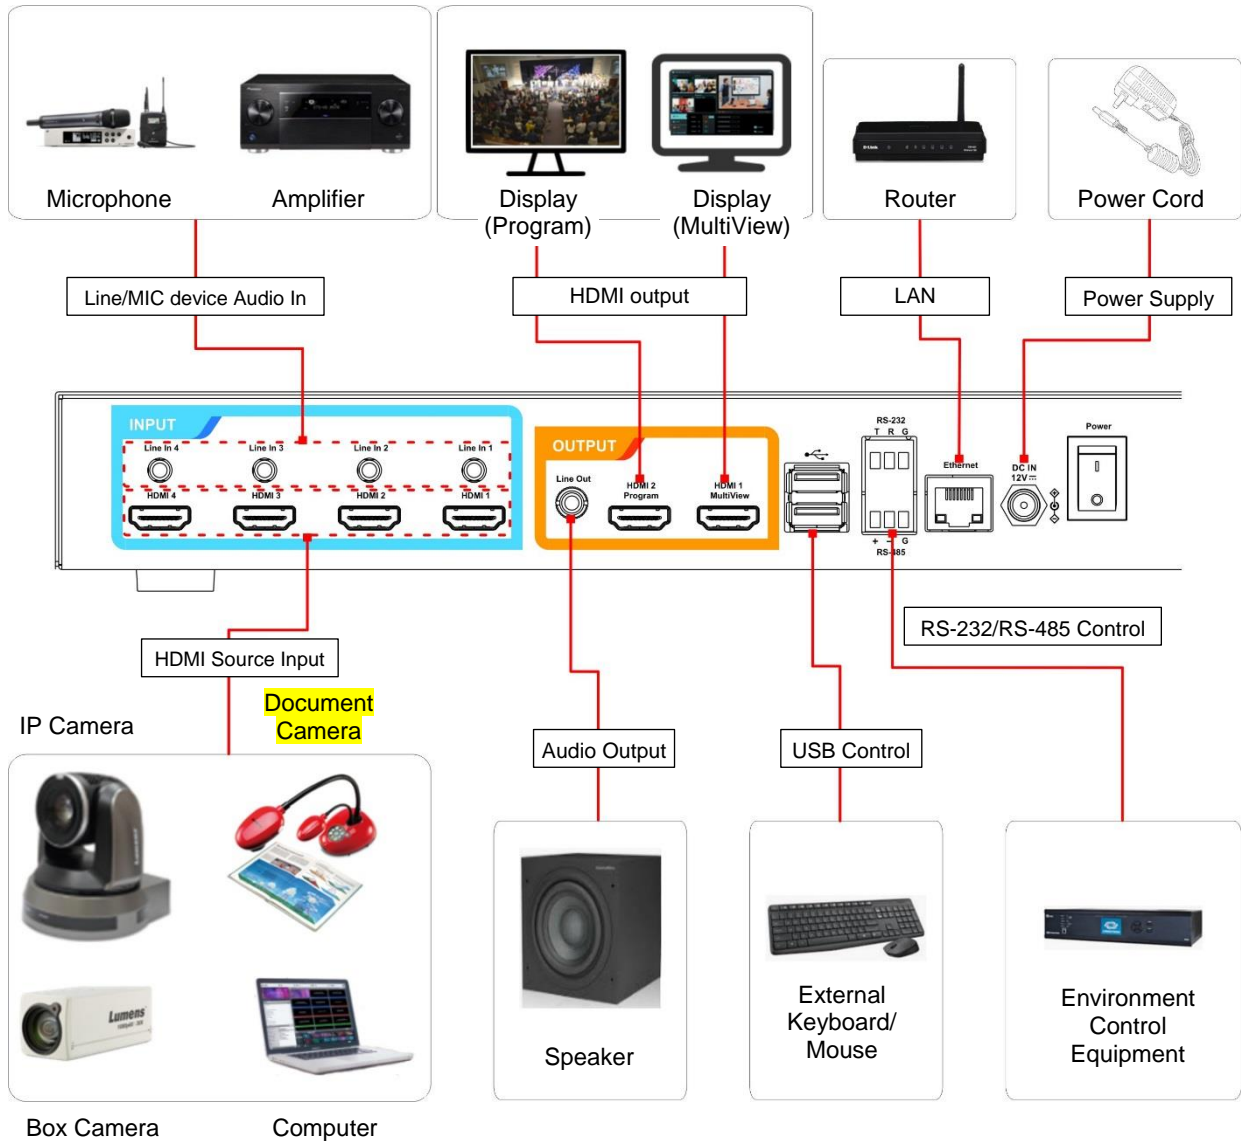 Microphone
Amplifier
Display
(Program)
Display
(MultiView)
D-Link
Router
Power Cord
Line/MIC device Audio In
HDMI output
LAN
Power Supply
INPUT
Line In 4
Line In 3
Line In 2
Line In 1
HDMI 4
HDMI 3
HDMI 2
HDMI 1
OUTPUT
Line Out
HDMI 2
Program
HDMI 1
MultiView
RS-232
T R G
+ − G
RS-485
Ethernet
DC IN
12V
Power
HDMI Source Input
RS-232/RS-485 Control
IP Camera
Document
Camera
Audio Output
USB Control
Lumens
Lumens
Box Camera
Computer
Speaker
External
Keyboard/
Mouse
Environment
Control
Equipment